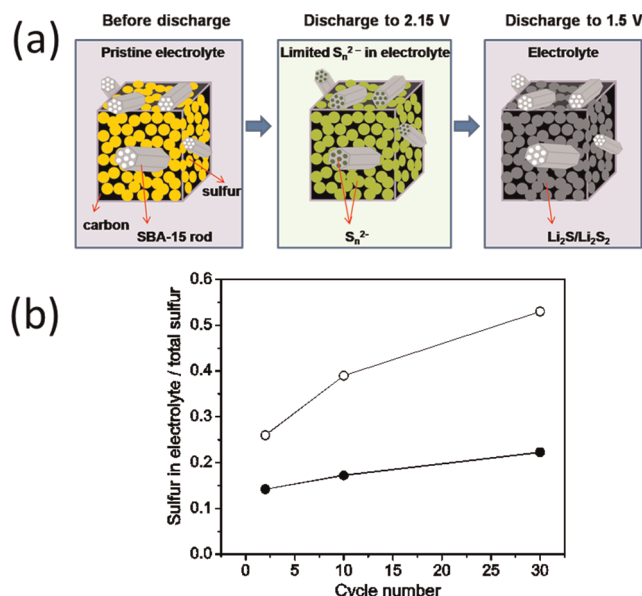 (a)
Before discharge
Discharge to 2.15 V
Discharge to 1.5 V
Pristine electrolyte
Limited Sₙ²⁻ in electrolyte
Electrolyte
sulfur
carbon
SBA-15 rod
Sₙ²⁻
Li₂S/Li₂S₂
(b)
Sulfur in electrolyte / total sulfur
0.6
0.5
0.4
0.3
0.2
0.1
0.0
0 5 10 15 20 25 30
Cycle number